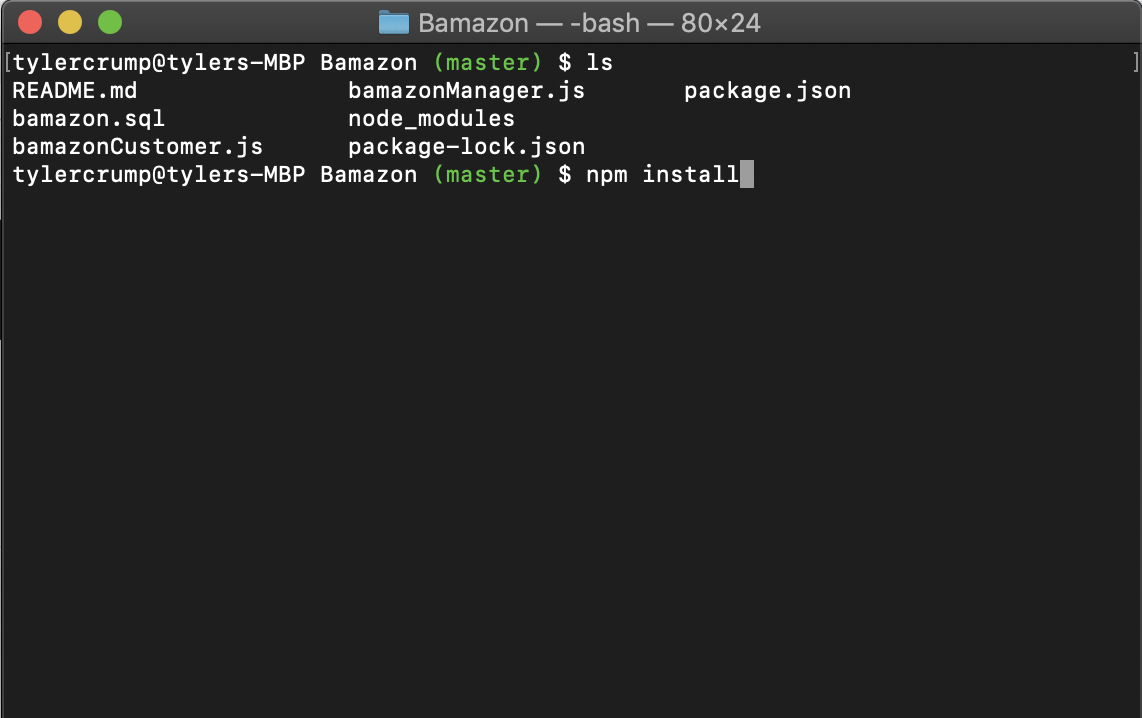 Bamazon — -bash — 80×24
[tylercrump@tylers-MBP Bamazon (master) $ ls ]
README.md bamazonManager.js package.json
bamazon.sql node_modules
bamazonCustomer.js package-lock.json
tylercrump@tylers-MBP Bamazon (master) $ npm install